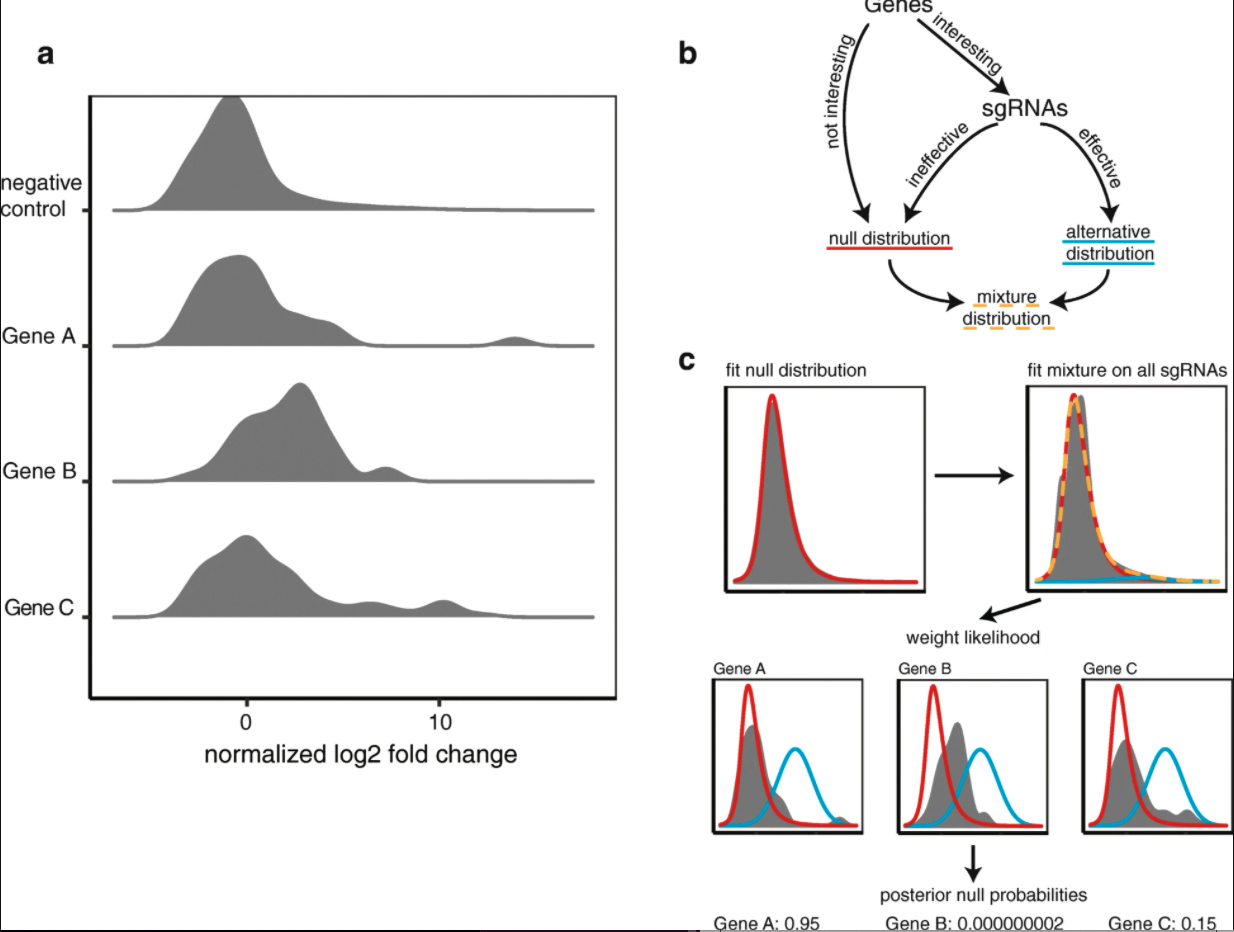 a
negative
control
Gene A
Gene B
Gene C
0
10
normalized log2 fold change
b
Genes
interesting
not interesting
sgRNAs
ineffective
effective
null distribution
alternative
distribution
mixture
distribution
c
fit null distribution
fit mixture on all sgRNAs
weight likelihood
Gene A
Gene B
Gene C
posterior null probabilities
Gene A: 0.95
Gene B: 0.000000002
Gene C: 0.15